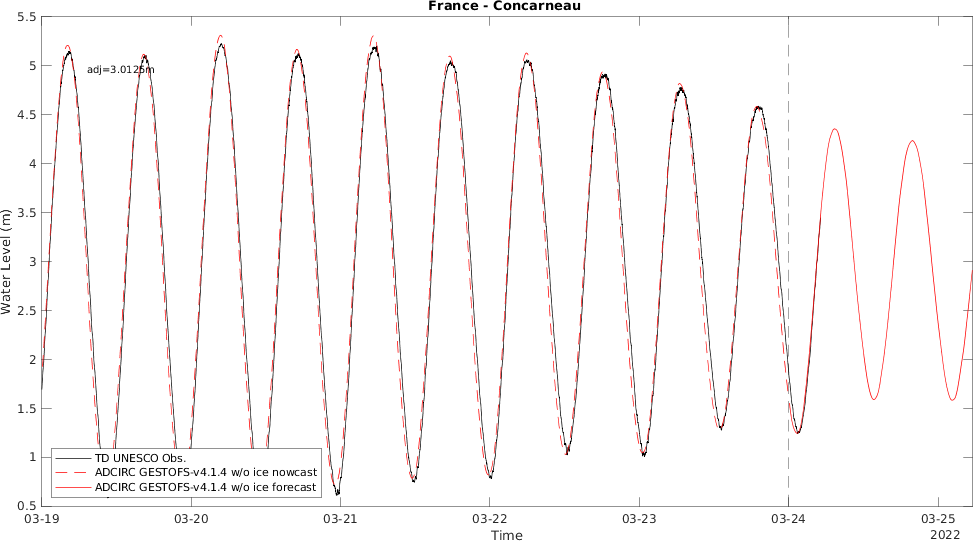 France - Concarneau
5.5
5
4.5
4
3.5
3
2.5
2
1.5
1
0.5
Water Level (m)
adj=3.0125m
TD UNESCO Obs.
ADCIRC GESTOFS-v4.1.4 w/o ice nowcast
ADCIRC GESTOFS-v4.1.4 w/o ice forecast
03-19 03-20 03-21 03-22 03-23 03-24 03-25
Time
2022